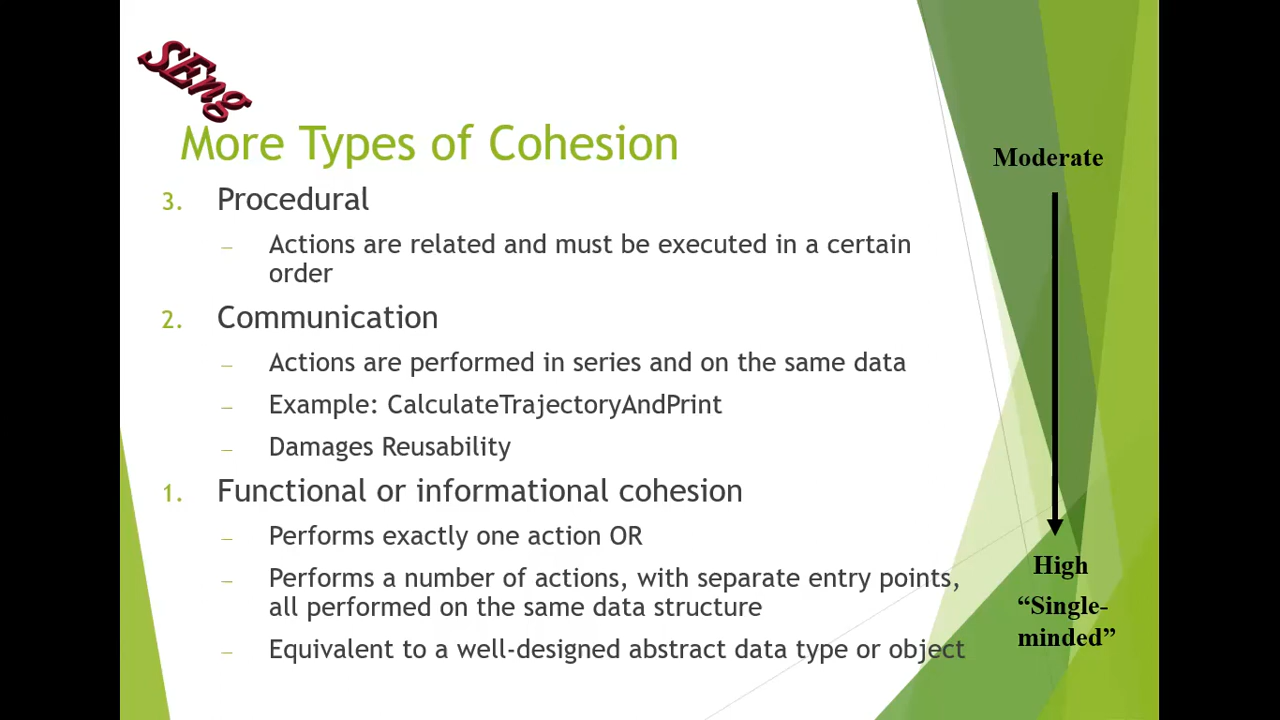 SEng
More Types of Cohesion
Moderate
3. Procedural
– Actions are related and must be executed in a certain
order
2. Communication
– Actions are performed in series and on the same data
– Example: CalculateTrajectoryAndPrint
– Damages Reusability
1. Functional or informational cohesion
– Performs exactly one action OR
– Performs a number of actions, with separate entry points,
all performed on the same data structure
– Equivalent to a well-designed abstract data type or object
High
“Single-
minded”